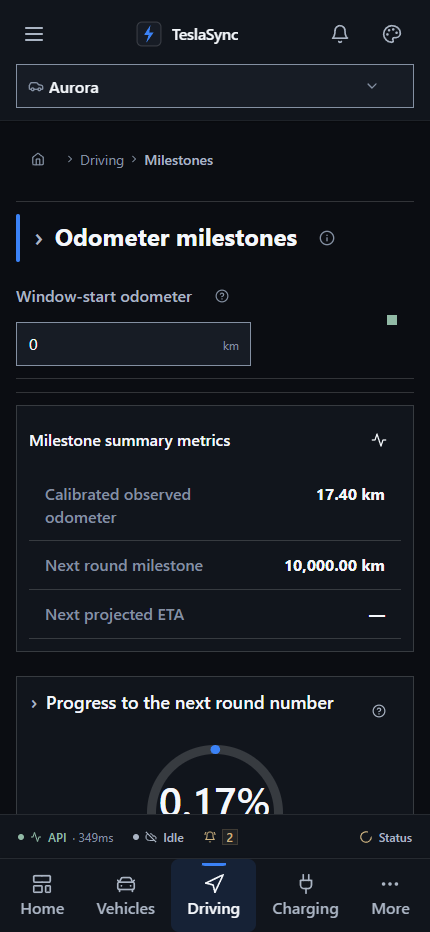 TeslaSync
Aurora
Driving
Milestones
Odometer milestones
Window-start odometer
0 km
Milestone summary metrics
Calibrated observed odometer
17.40 km
Next round milestone 10,000.00 km
Next projected ETA —
Progress to the next round number
0.17%
API · 349ms Idle 2 Status
Home Vehicles Driving Charging More